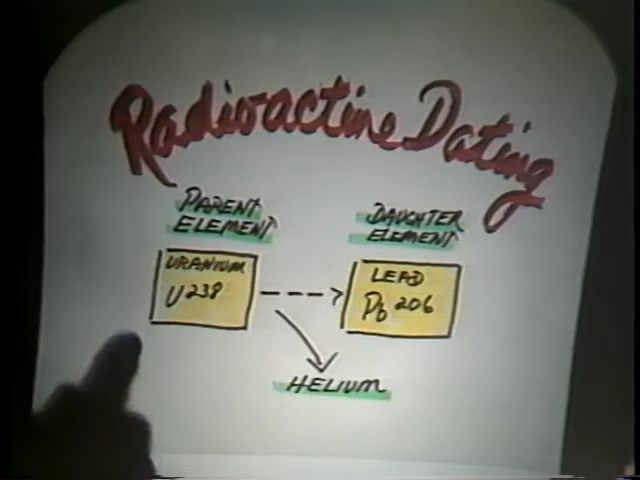 Radioactive Dating
PARENT
ELEMENT
DAUGHTER
ELEMENT
URANIUM
U238
LEAD
Pb 206
HELIUM